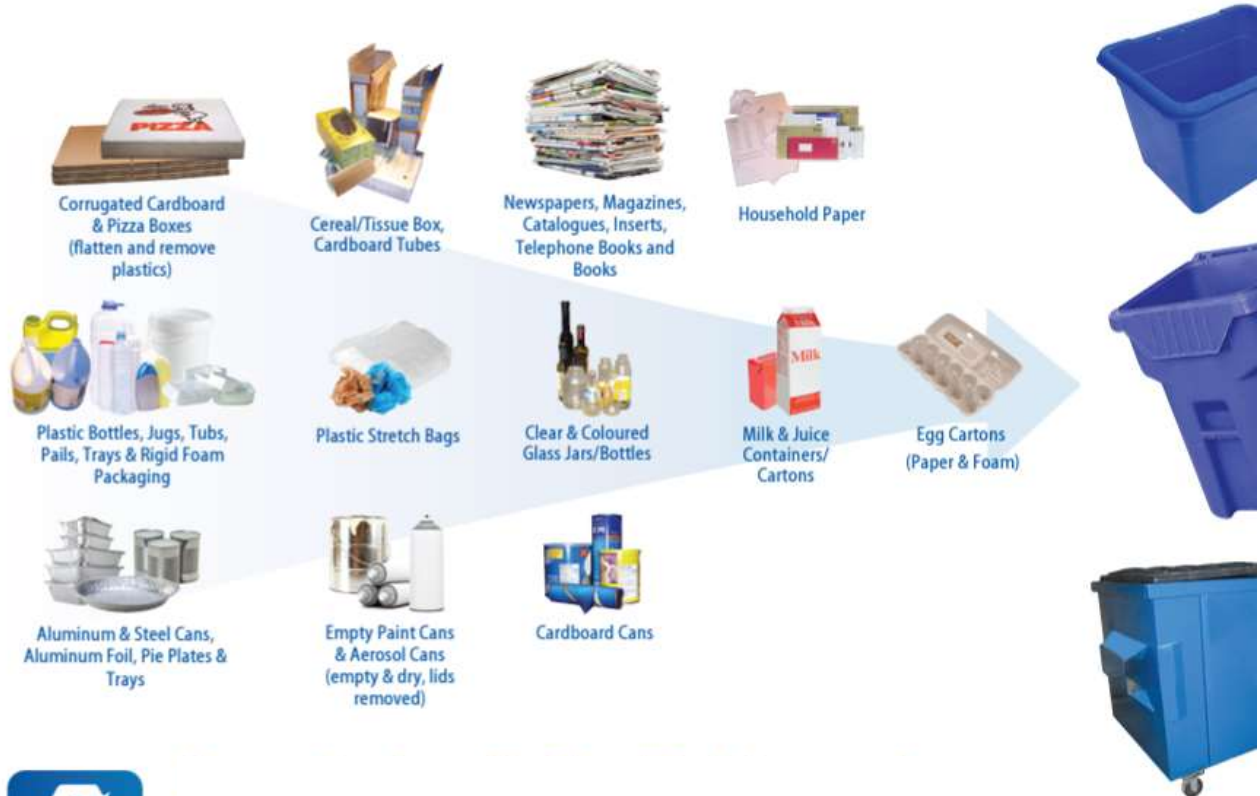 PIZZA
Corrugated Cardboard
& Pizza Boxes
(flatten and remove
plastics)
Cereal/Tissue Box,
Cardboard Tubes
Newspapers, Magazines,
Catalogues, Inserts,
Telephone Books and
Books
Household Paper
Plastic Bottles, Jugs, Tubs,
Pails, Trays & Rigid Foam
Packaging
Plastic Stretch Bags
Clear & Coloured
Glass Jars/Bottles
Milk
Milk & Juice
Containers/
Cartons
Egg Cartons
(Paper & Foam)
Aluminum & Steel Cans,
Aluminum Foil, Pie Plates &
Trays
Empty Paint Cans
& Aerosol Cans
(empty & dry, lids
removed)
Cardboard Cans